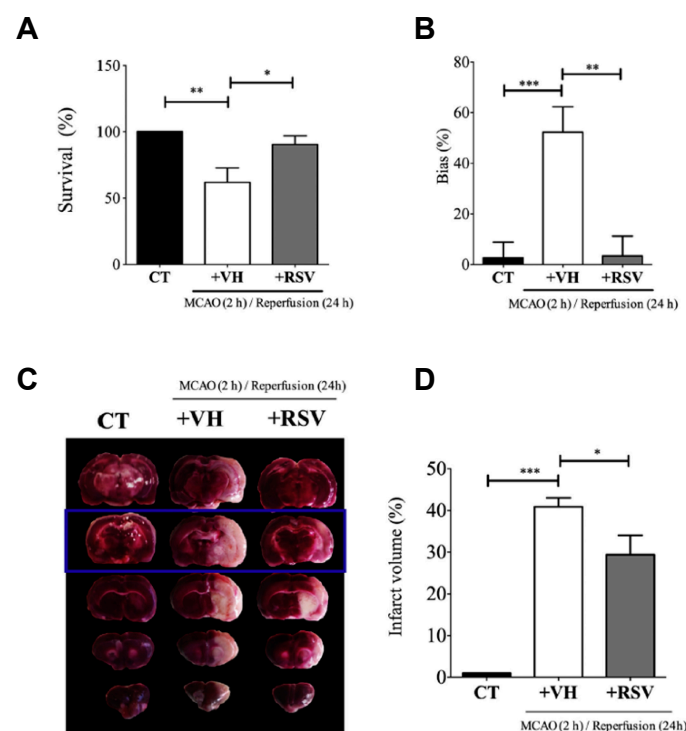 A
Survival (%)
150
100
50
0
**
*
CT
+VH
+RSV
MCAO (2 h) / Reperfusion (24 h)
B
Bias (%)
80
60
40
20
0
***
**
CT
+VH
+RSV
MCAO (2 h) / Reperfusion (24 h)
C
MCAO (2 h) / Reperfusion (24h)
CT
+VH
+RSV
D
Infarct volume (%)
50
40
30
20
10
0
***
*
CT
+VH
+RSV
MCAO (2 h) / Reperfusion (24h)